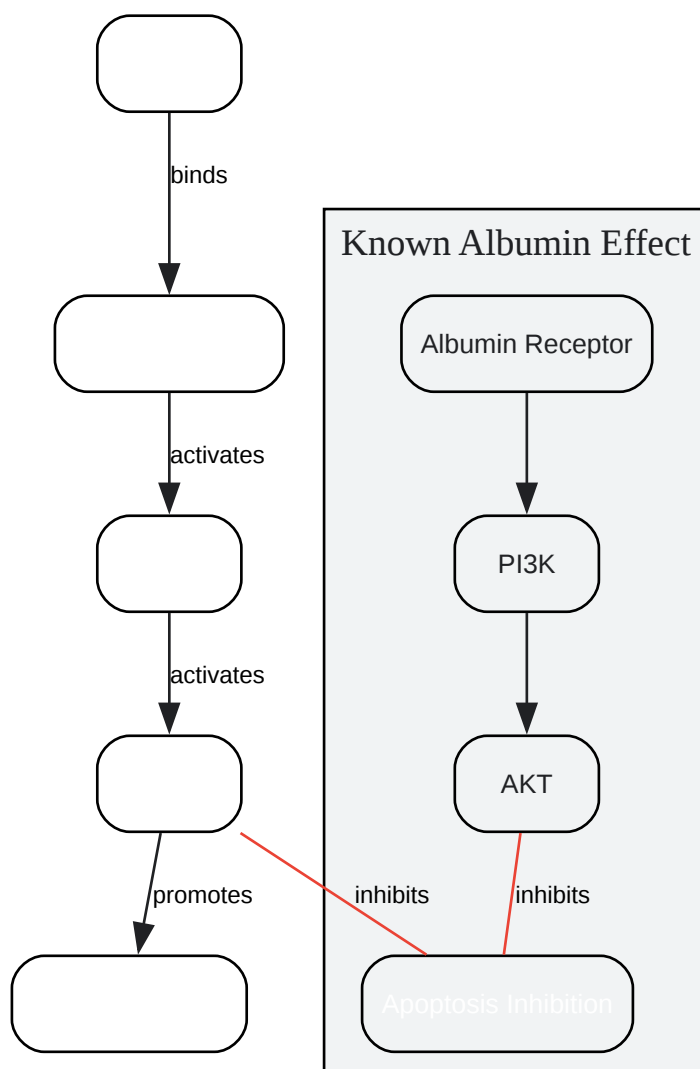 binds
Known Albumin Effect
Albumin Receptor
activates
PI3K
activates
AKT
promotes
inhibits
inhibits
Apoptosis Inhibition